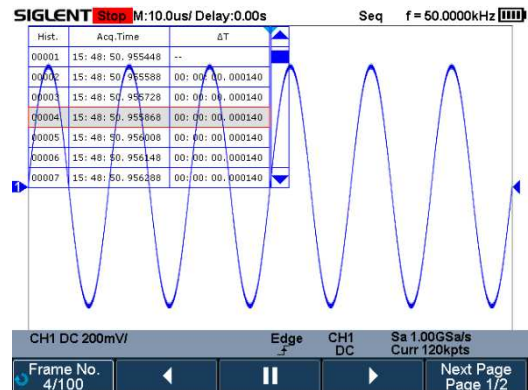 SIGLENT Stop M:10.0us/ Delay:0.00s Seq f = 50.0000kHz
Hist. Acq.Time ΔT
00001 15: 48: 50. 955448 --
00002 15: 48: 50. 955588 00: 00: 00. 000140
00003 15: 48: 50. 955728 00: 00: 00. 000140
00004 15: 48: 50. 955868 00: 00: 00. 000140
00005 15: 48: 50. 956008 00: 00: 00. 000140
00006 15: 48: 50. 956148 00: 00: 00. 000140
00007 15: 48: 50. 956288 00: 00: 00. 000140
1
CH1 DC 200mV/ Edge CH1 Sa 1.00GSa/s
DC Curr 120kpts
Frame No. Next Page
4/100 Page 1/2